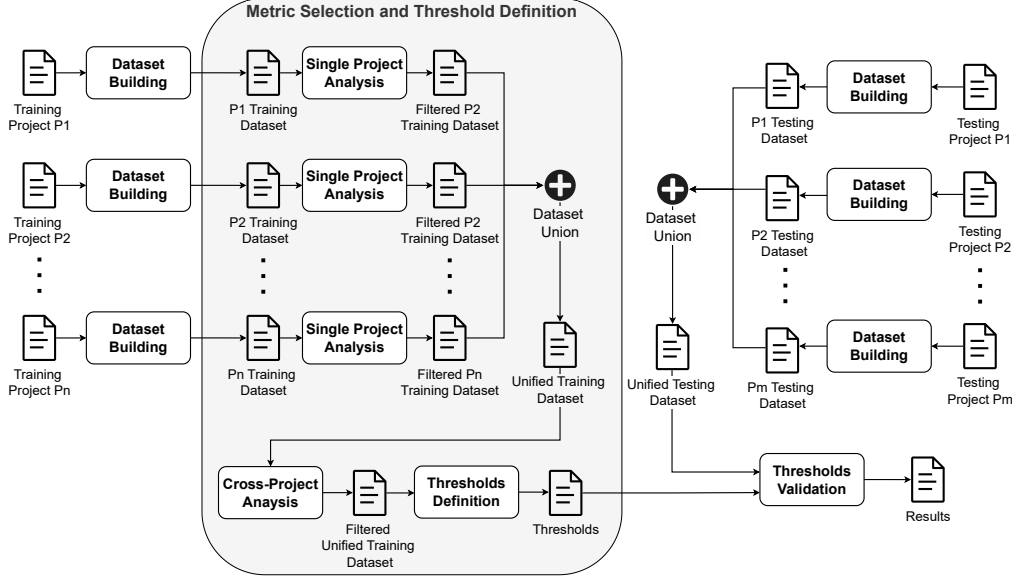 Metric Selection and Threshold Definition
Dataset
Building
Single Project
Analysis
Training
Project P1
P1 Training
Dataset
Filtered P2
Training Dataset
Dataset
Building
P1 Testing
Dataset
Testing
Project P1
Dataset
Building
Single Project
Analysis
Training
Project P2
P2 Training
Dataset
Filtered P2
Training Dataset
Dataset
Union
Dataset
Union
Dataset
Building
P2 Testing
Dataset
Testing
Project P2
Dataset
Building
Single Project
Analysis
Training
Project Pn
Pn Training
Dataset
Filtered Pn
Training Dataset
Unified Training
Dataset
Unified Testing
Dataset
Dataset
Building
Pm Testing
Dataset
Testing
Project Pm
Cross-Project
Anaysis
Filtered
Unified Training
Dataset
Thresholds
Definition
Thresholds
Thresholds
Validation
Results